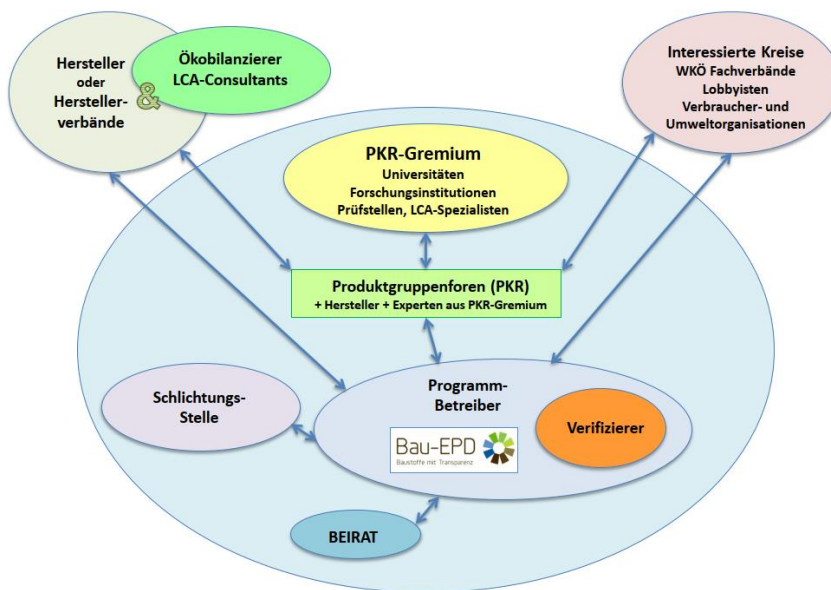 Hersteller
oder
Hersteller-
verbände
&
Ökobilanzierer
LCA-Consultants
Interessierte Kreise
WKÖ Fachverbände
Lobbyisten
Verbraucher- und
Umweltorganisationen
PKR-Gremium
Universitäten
Forschungsinstitutionen
Prüfstellen, LCA-Spezialisten
Produktgruppenforen (PKR)
+ Hersteller + Experten aus PKR-Gremium
Schlichtungs-
Stelle
Programm-
Betreiber
Bau-EPD
Baustoffe mit Transparenz
Verifizierer
BEIRAT